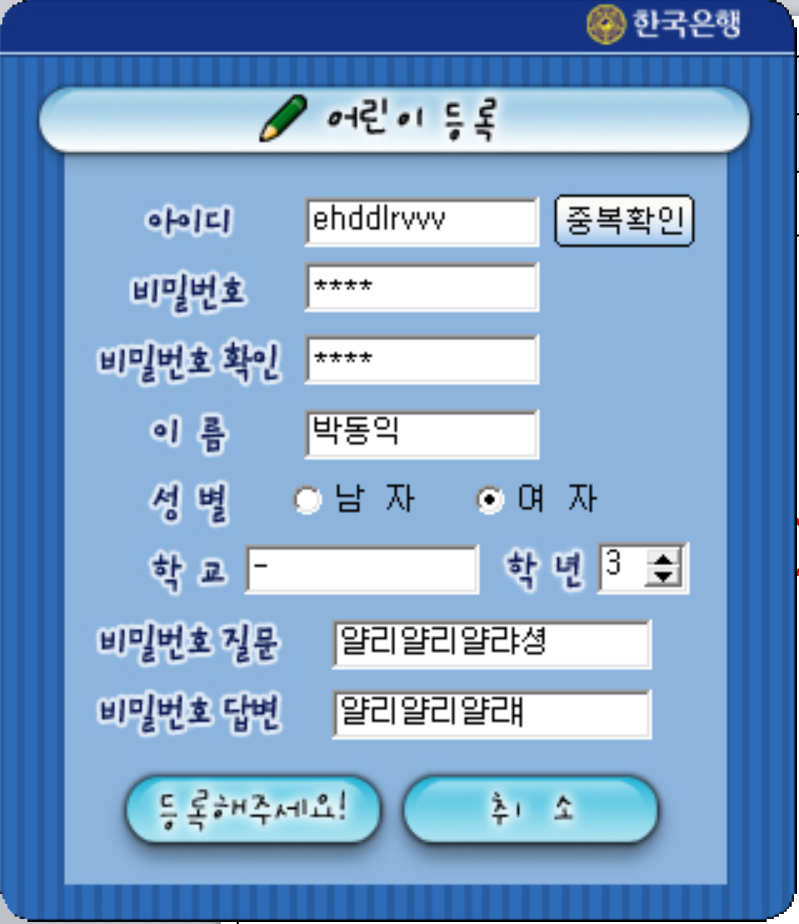 한국은행
어린이 등록
아이디 ehddlrvvv 중복확인
비밀번호 ****
비밀번호 확인 ****
이 름 박동익
성 별 남 자 여 자
학 교 - 학 년 3
비밀번호 질문 얄리얄리얄랴셩
비밀번호 답변 얄리얄리얄럐
등록해주세요! 취 소